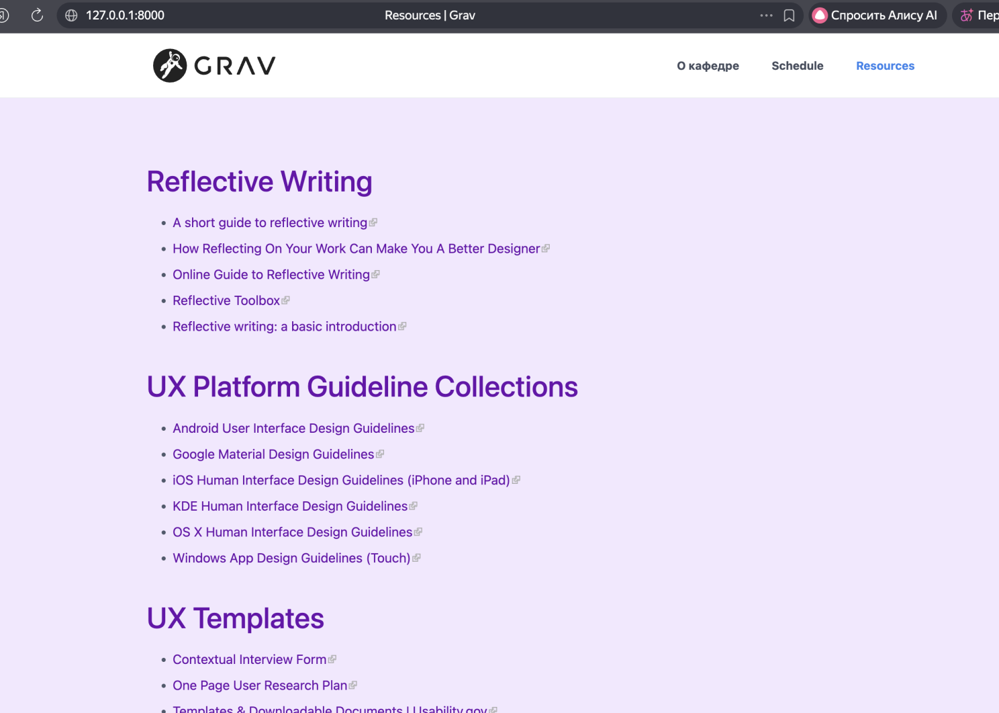 127.0.0.1:8000
Resources | Grav
Спросить Алису AI
GRAV
О кафедре
Schedule
Resources
Reflective Writing
A short guide to reflective writing
How Reflecting On Your Work Can Make You A Better Designer
Online Guide to Reflective Writing
Reflective Toolbox
Reflective writing: a basic introduction
UX Platform Guideline Collections
Android User Interface Design Guidelines
Google Material Design Guidelines
iOS Human Interface Design Guidelines (iPhone and iPad)
KDE Human Interface Design Guidelines
OS X Human Interface Design Guidelines
Windows App Design Guidelines (Touch)
UX Templates
Contextual Interview Form
One Page User Research Plan
Templates & Downloadable Documents | Usability.gov